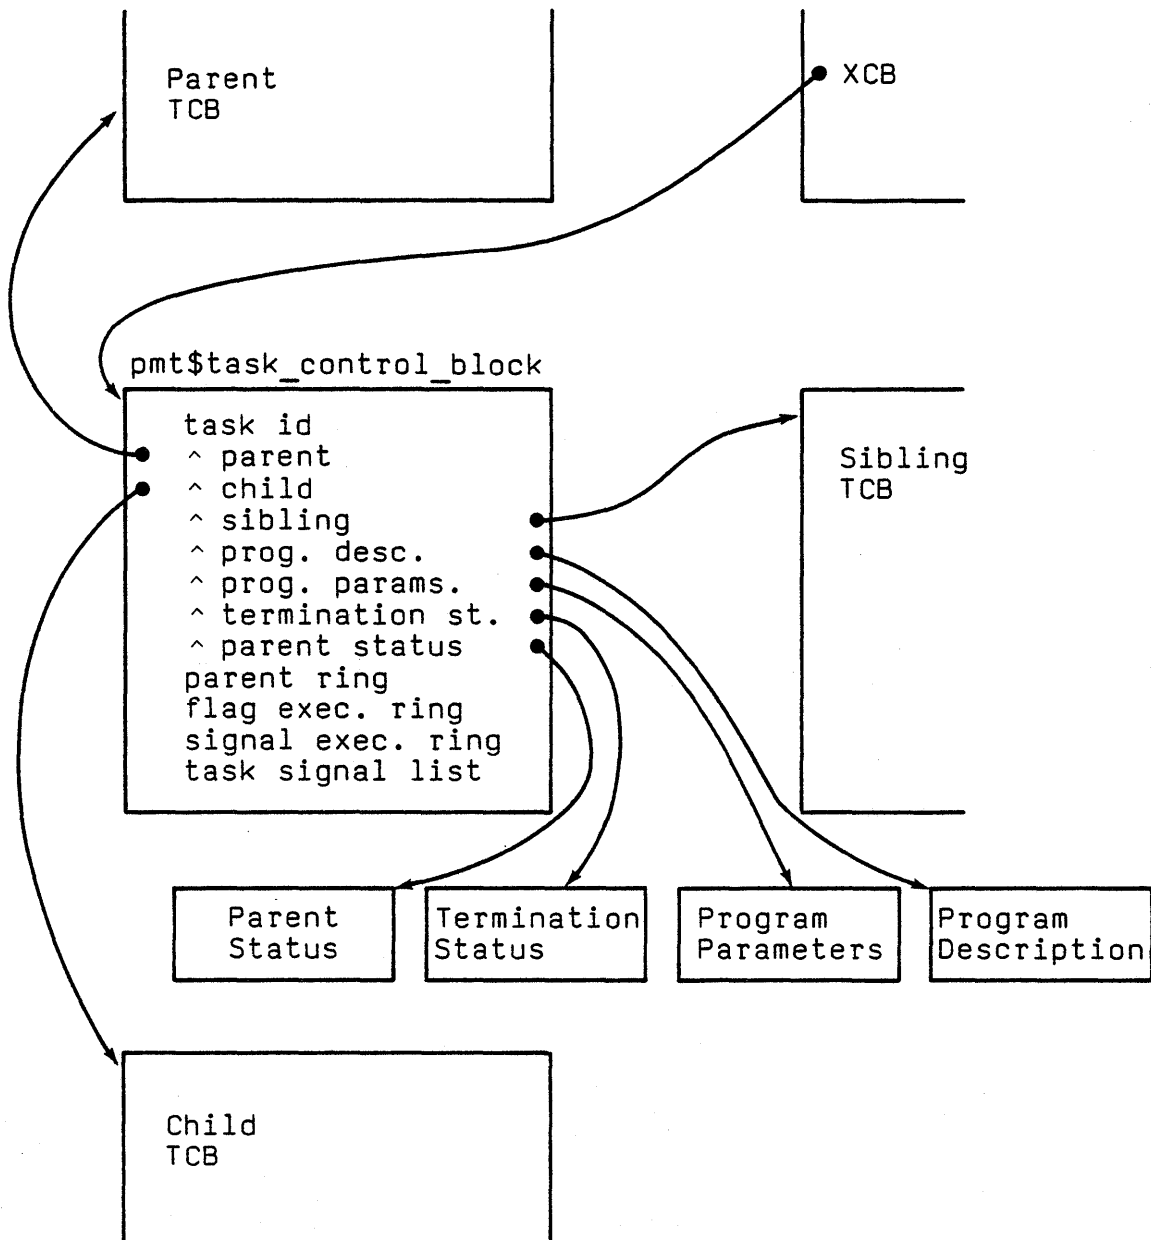 Parent
TCB
XCB
pmt$task_control_block
task id
^ parent
^ child
^ sibling
^ prog. desc.
^ prog. params.
^ termination st.
^ parent status
parent ring
flag exec. ring
signal exec. ring
task signal list
Sibling
TCB
Parent
Status
Termination
Status
Program
Parameters
Program
Description
Child
TCB